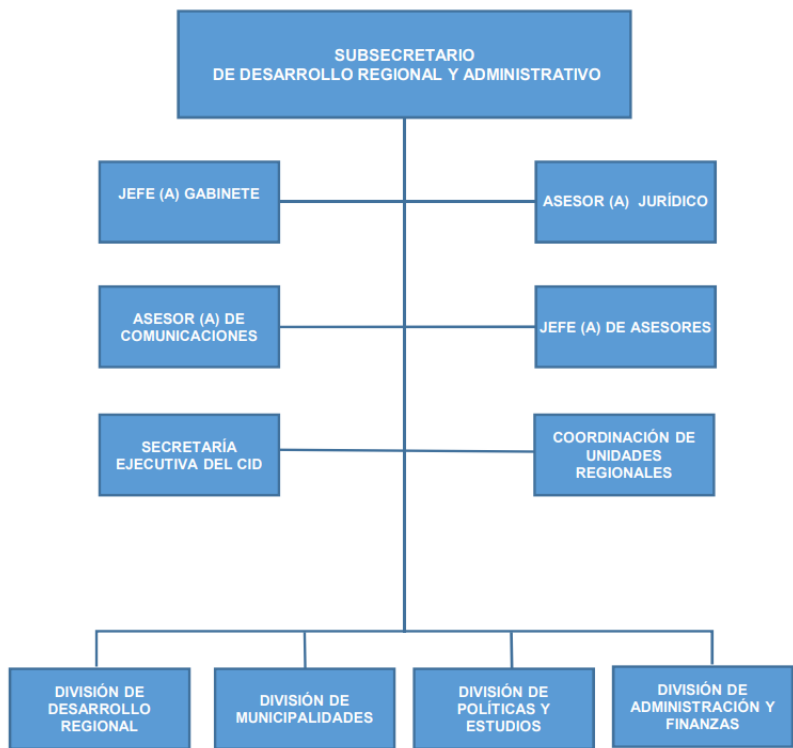 SUBSECRETARIO
DE DESARROLLO REGIONAL Y ADMINISTRATIVO
JEFE (A) GABINETE
ASESOR (A) JURÍDICO
ASESOR (A) DE
COMUNICACIONES
JEFE (A) DE ASESORES
SECRETARÍA
EJECUTIVA DEL CID
COORDINACIÓN DE
UNIDADES
REGIONALES
DIVISIÓN DE
DESARROLLO
REGIONAL
DIVISIÓN DE
MUNICIPALIDADES
DIVISIÓN DE
POLÍTICAS Y
ESTUDIOS
DIVISIÓN DE
ADMINISTRACIÓN Y
FINANZAS